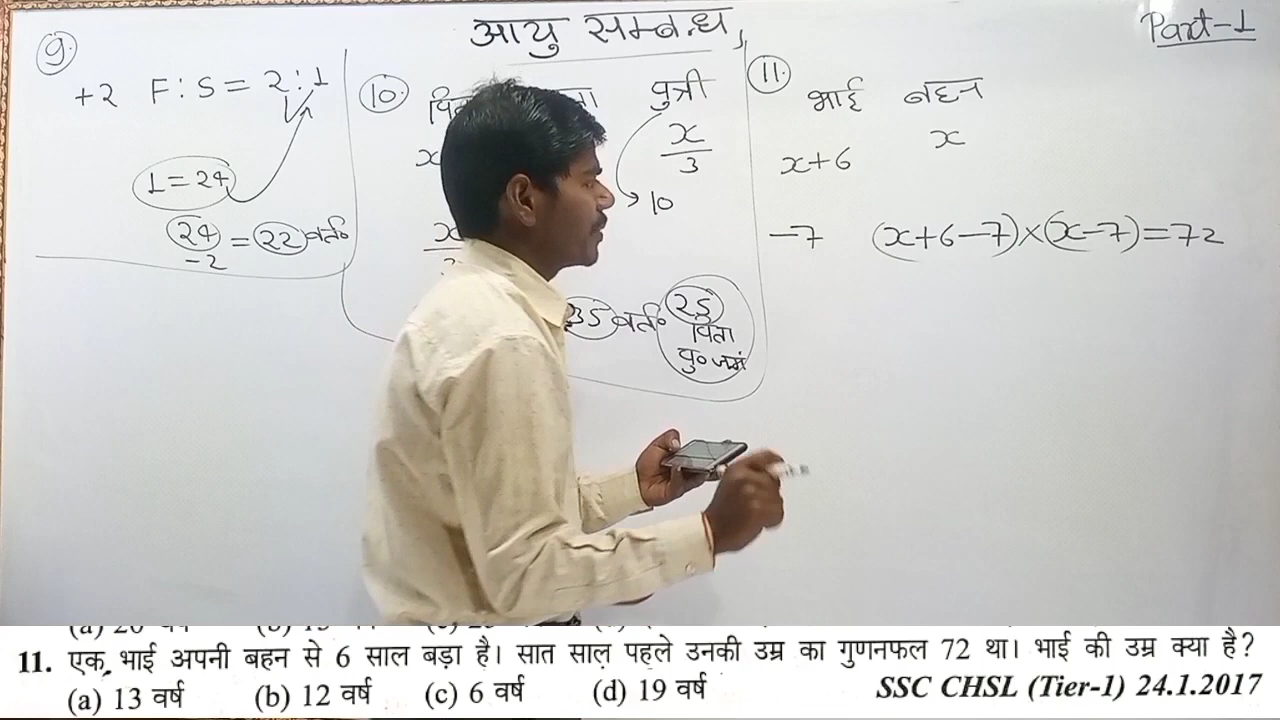 आयु सम्बन्ध,
Part-1
9.
+2 F:S = 2:1
1=24
24 = 22 वर्ष
-2
10. पुत्री
x
x/3
10
35 वर्ष 25
पिता
पु० जन्म
11. भाई बहन
x+6 x
-7 (x+6-7)×(x-7)=72
11. एक भाई अपनी बहन से 6 साल बड़ा है। सात साल पहले उनकी उम्र का गुणनफल 72 था। भाई की उम्र क्या है?
(a) 13 वर्ष (b) 12 वर्ष (c) 6 वर्ष (d) 19 वर्ष SSC CHSL (Tier-1) 24.1.2017